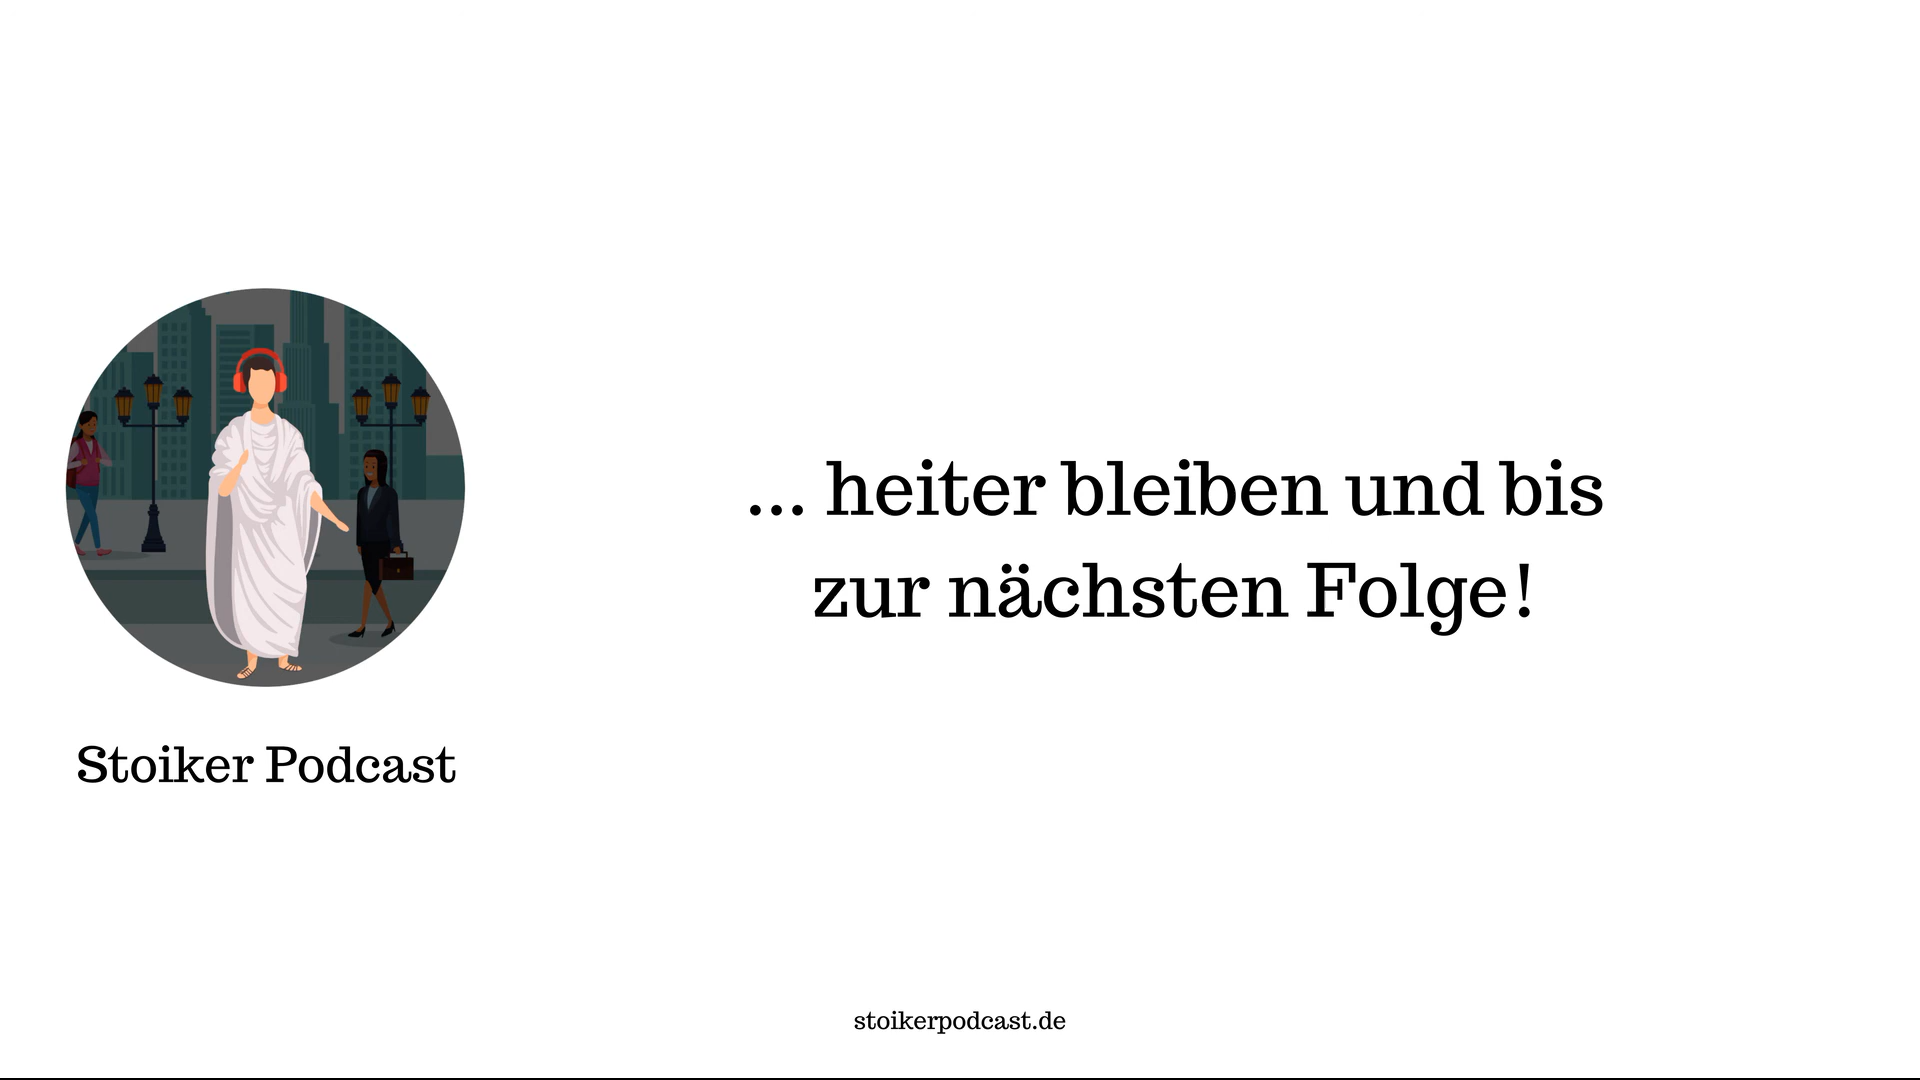 ... heiter bleiben und bis
zur nächsten Folge!
Stoiker Podcast
stoikerpodcast.de